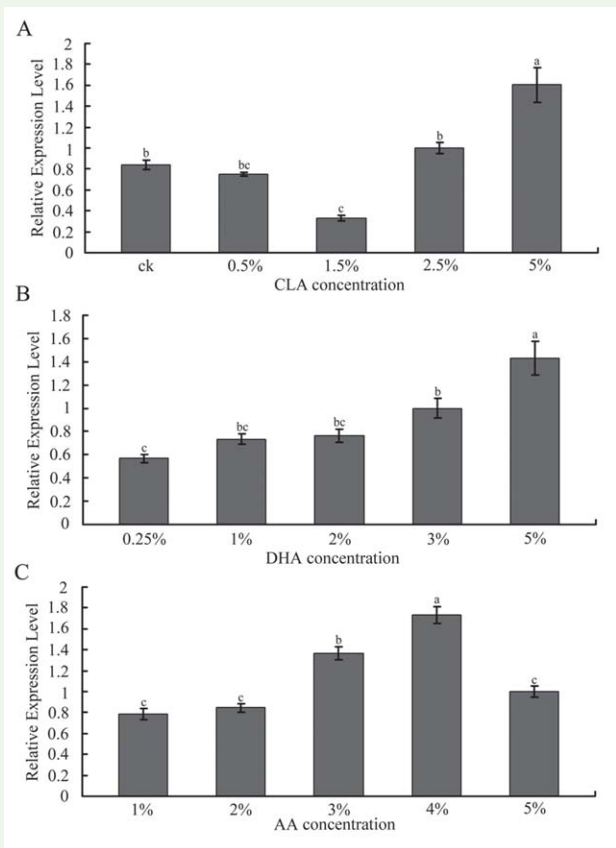 A
Relative Expression Level
2
1.8
1.6
1.4
1.2
1
0.8
0.6
0.4
0.2
0
b
bc
c
b
a
ck 0.5% 1.5% 2.5% 5%
CLA concentration
B
Relative Expression Level
1.8
1.6
1.4
1.2
1
0.8
0.6
0.4
0.2
0
c
bc
bc
b
a
0.25% 1% 2% 3% 5%
DHA concentration
C
Relative Expression Level
2
1.8
1.6
1.4
1.2
1
0.8
0.6
0.4
0.2
0
c
c
b
a
c
1% 2% 3% 4% 5%
AA concentration